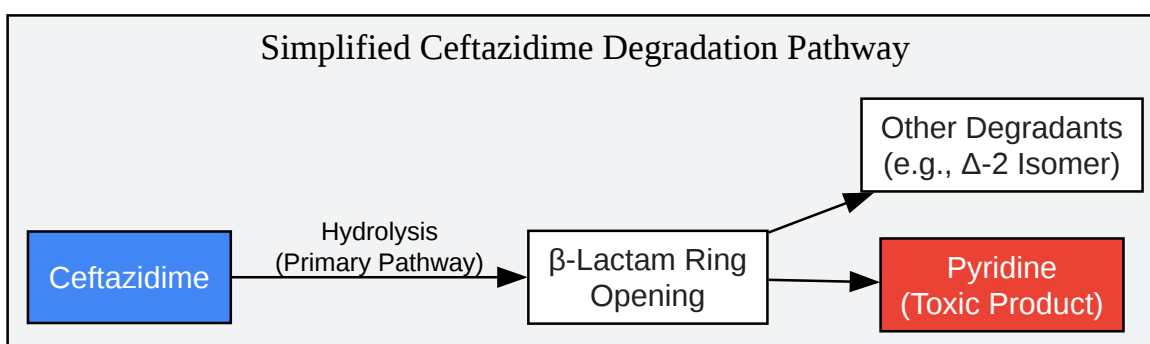 Simplified Ceftazidime Degradation Pathway
Other Degradants
(e.g., Δ-2 Isomer)
Hydrolysis
(Primary Pathway)
Ceftazidime
β-Lactam Ring
Opening
Pyridine
(Toxic Product)